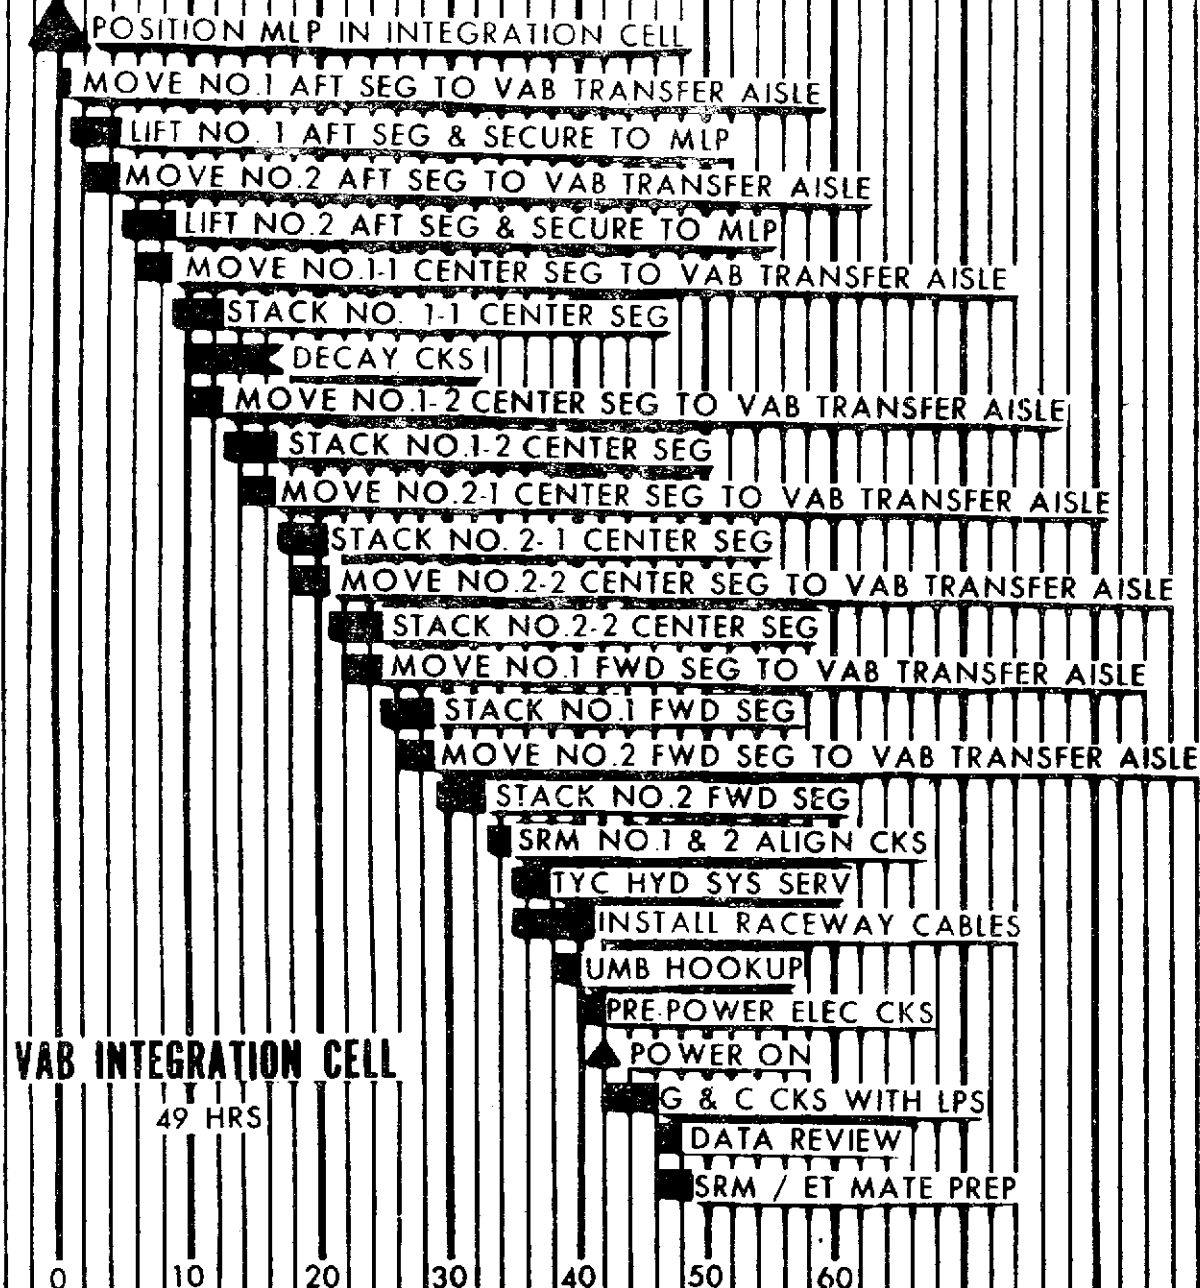 POSITION MLP IN INTEGRATION CELL
MOVE NO.1 AFT SEG TO VAB TRANSFER AISLE
LIFT NO. 1 AFT SEG & SECURE TO MLP
MOVE NO.2 AFT SEG TO VAB TRANSFER AISLE
LIFT NO.2 AFT SEG & SECURE TO MLP
MOVE NO.1-1 CENTER SEG TO VAB TRANSFER AISLE
STACK NO. 1-1 CENTER SEG
DECAY CKS
MOVE NO.1-2 CENTER SEG TO VAB TRANSFER AISLE
STACK NO.1-2 CENTER SEG
MOVE NO.2-1 CENTER SEG TO VAB TRANSFER AISLE
STACK NO. 2-1 CENTER SEG
MOVE NO.2-2 CENTER SEG TO VAB TRANSFER AISLE
STACK NO.2-2 CENTER SEG
MOVE NO.1 FWD SEG TO VAB TRANSFER AISLE
STACK NO.1 FWD SEG
MOVE NO.2 FWD SEG TO VAB TRANSFER AISLE
STACK NO.2 FWD SEG
SRM NO.1 & 2 ALIGN CKS
TYC HYD SYS SERV
INSTALL RACEWAY CABLES
UMB HOOKUP
PRE-POWER ELEC CKS
POWER ON
VAB INTEGRATION CELL
49 HRS
G & C CKS WITH LPS
DATA REVIEW
SRM / ET MATE PREP
0 10 20 30 40 50 60